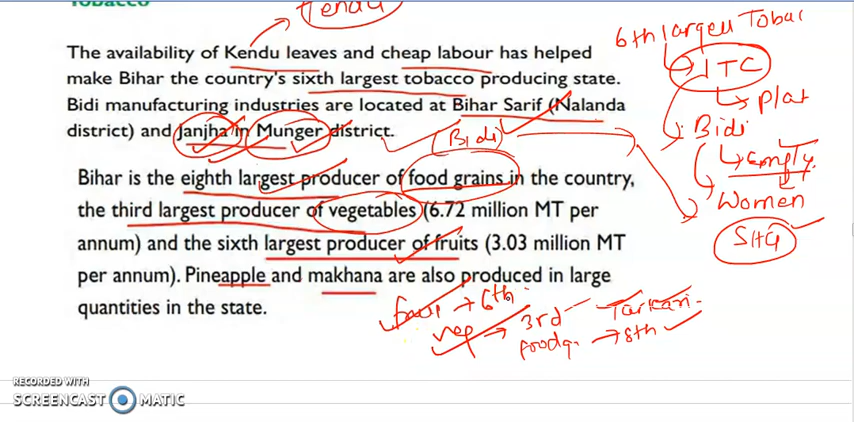 Tobacco
Tendu
The availability of Kendu leaves and cheap labour has helped
make Bihar the country's sixth largest tobacco producing state.
Bidi manufacturing industries are located at Bihar Sarif (Nalanda
district) and Janjha in Munger district.
(Bidi)
Bihar is the eighth largest producer of food grains in the country,
the third largest producer of vegetables (6.72 million MT per
annum) and the sixth largest producer of fruits (3.03 million MT
per annum). Pineapple and makhana are also produced in large
quantities in the state.
6th largest
ITC
Bidi
Women
SHG
→ 6th
veg → 3rd Tarkari
→ 8th
RECORDED WITH
SCREENCAST MATIC